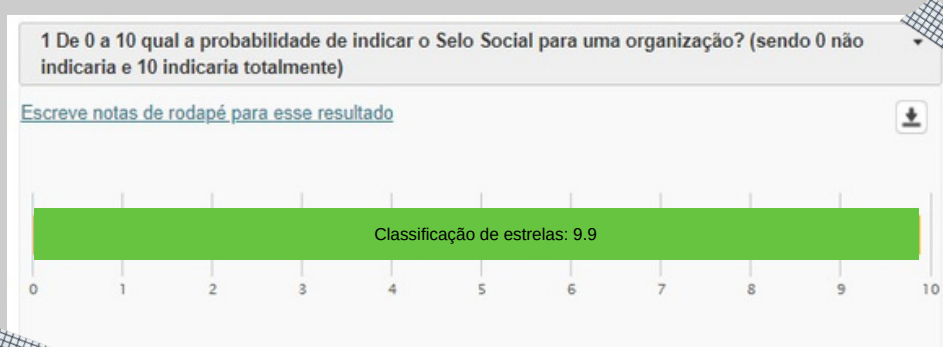 1 De 0 a 10 qual a probabilidade de indicar o Selo Social para uma organização? (sendo 0 não
indicaria e 10 indicaria totalmente)
Escreve notas de rodapé para esse resultado
Classificação de estrelas: 9.9
0 1 2 3 4 5 6 7 8 9 10